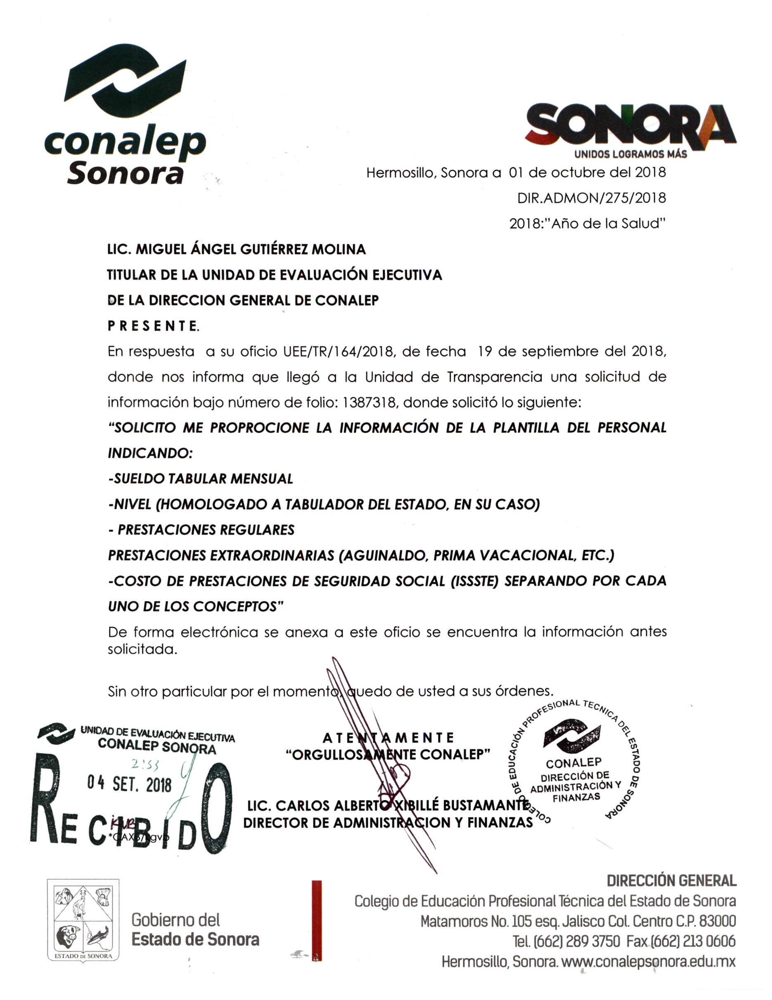 conalep
Sonora
SONORA
UNIDOS LOGRAMOS MÁS
Hermosillo, Sonora a 01 de octubre del 2018
DIR.ADMON/275/2018
2018:"Año de la Salud"
LIC. MIGUEL ÁNGEL GUTIÉRREZ MOLINA
TITULAR DE LA UNIDAD DE EVALUACIÓN EJECUTIVA
DE LA DIRECCION GENERAL DE CONALEP
P R E S E N T E.
En respuesta a su oficio UEE/TR/164/2018, de fecha 19 de septiembre del 2018,
donde nos informa que llegó a la Unidad de Transparencia una solicitud de
información bajo número de folio: 1387318, donde solicitó lo siguiente:
"SOLICITO ME PROPROCIONE LA INFORMACIÓN DE LA PLANTILLA DEL PERSONAL
INDICANDO:
-SUELDO TABULAR MENSUAL
-NIVEL (HOMOLOGADO A TABULADOR DEL ESTADO, EN SU CASO)
- PRESTACIONES REGULARES
PRESTACIONES EXTRAORDINARIAS (AGUINALDO, PRIMA VACACIONAL, ETC.)
-COSTO DE PRESTACIONES DE SEGURIDAD SOCIAL (ISSSTE) SEPARANDO POR CADA
UNO DE LOS CONCEPTOS"
De forma electrónica se anexa a este oficio se encuentra la información antes
solicitada.
Sin otro particular por el momento, quedo de usted a sus órdenes.
UNIDAD DE EVALUACIÓN EJECUTIVA
CONALEP SONORA
2:53
04 SET. 2018
RECIBIDO
A T E N T A M E N T E
"ORGULLOSAMENTE CONALEP"
LIC. CARLOS ALBERTO XIBILLÉ BUSTAMANTE
DIRECTOR DE ADMINISTRACION Y FINANZAS
COLEGIO DE EDUCACIÓN PROFESIONAL TECNICA DEL ESTADO DE SONORA
CONALEP
DIRECCIÓN DE
ADMINISTRACIÓN Y
FINANZAS
ESTADO DE SONORA
Gobierno del
Estado de Sonora
DIRECCIÓN GENERAL
Colegio de Educación Profesional Técnica del Estado de Sonora
Matamoros No. 105 esq. Jalisco Col. Centro C.P. 83000
Tel. (662) 289 3750 Fax (662) 213 0606
Hermosillo, Sonora. www.conalepsonora.edu.mx